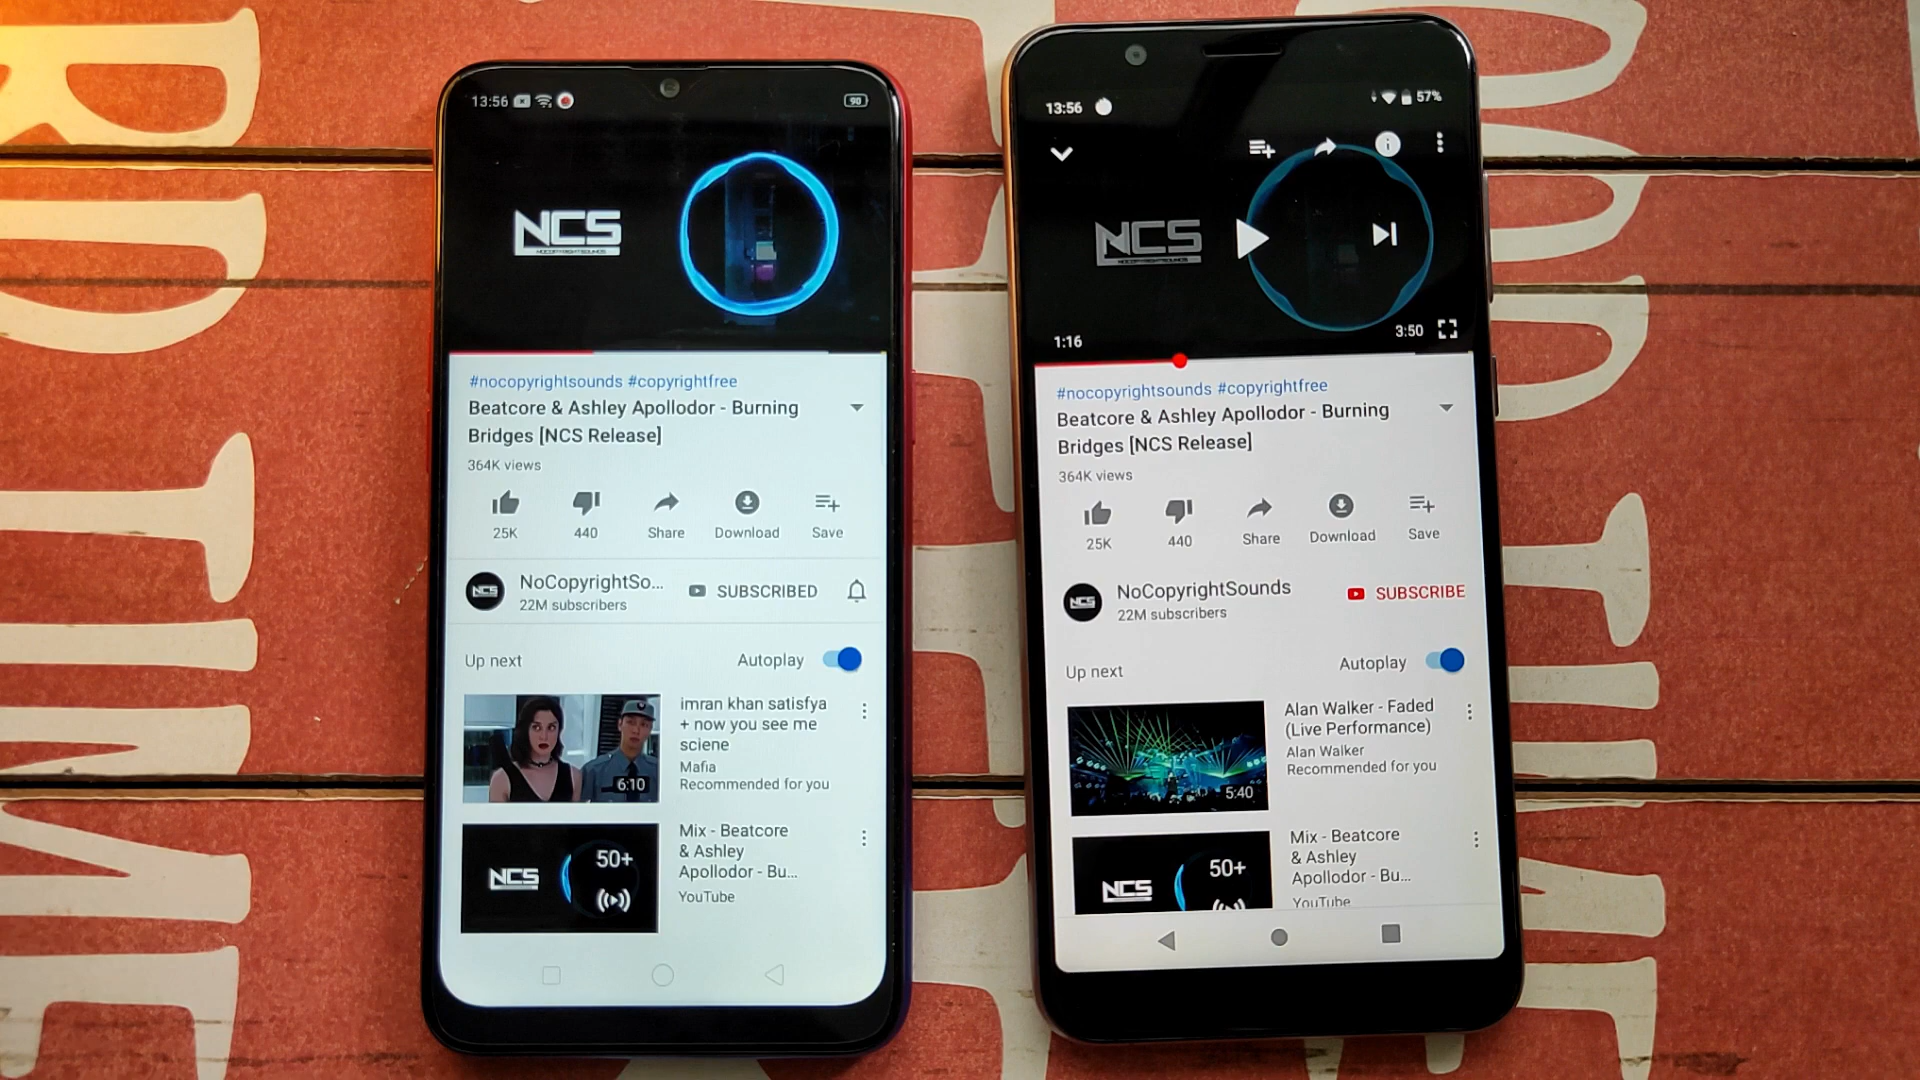 13:56
90
NCS
NOCOPYRIGHTSOUNDS
#nocopyrightsounds #copyrightfree
Beatcore & Ashley Apollodor - Burning
Bridges [NCS Release]
364K views
25K 440 Share Download Save
NCS
NoCopyrightSo... SUBSCRIBED
22M subscribers
Up next Autoplay
imran khan satisfya
+ now you see me
sciene
Mafia
Recommended for you
6:10
Mix - Beatcore
& Ashley
Apollodor - Bu...
YouTube
NCS
50+
13:56 57%
NCS
NOCOPYRIGHTSOUNDS
1:16 3:50
#nocopyrightsounds #copyrightfree
Beatcore & Ashley Apollodor - Burning
Bridges [NCS Release]
364K views
25K 440 Share Download Save
NCS
NoCopyrightSounds SUBSCRIBE
22M subscribers
Up next Autoplay
Alan Walker - Faded
(Live Performance)
Alan Walker
Recommended for you
5:40
Mix - Beatcore
& Ashley
Apollodor - Bu...
YouTube
NCS
50+